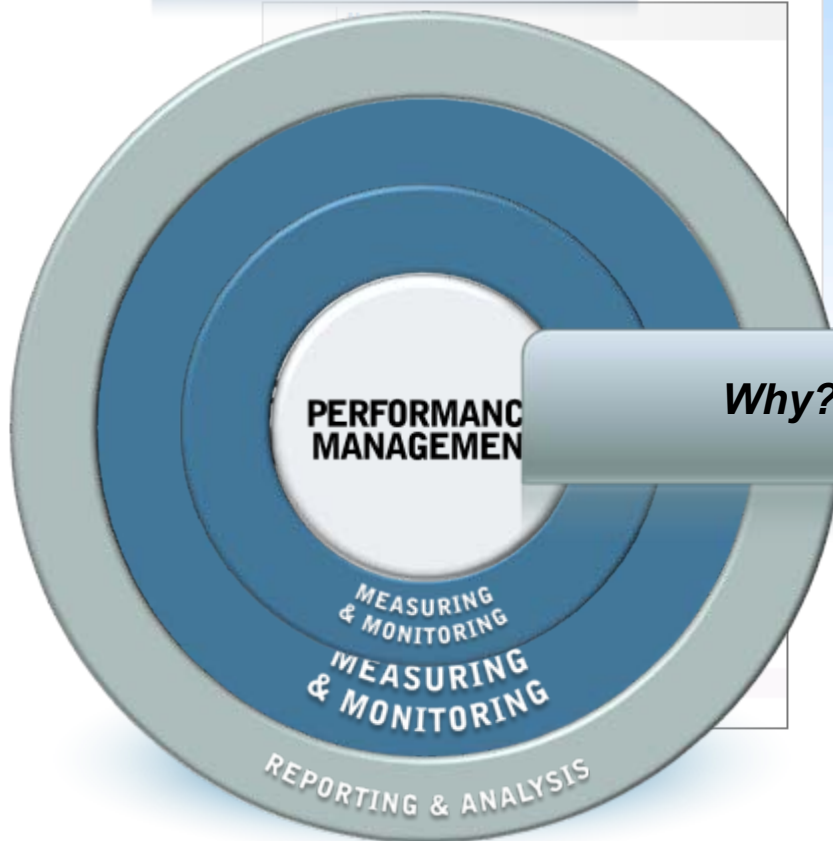 PERFORMANC
MANAGEMEN
Why?
MEASURING
& MONITORING
MEASURING
& MONITORING
REPORTING & ANALYSIS